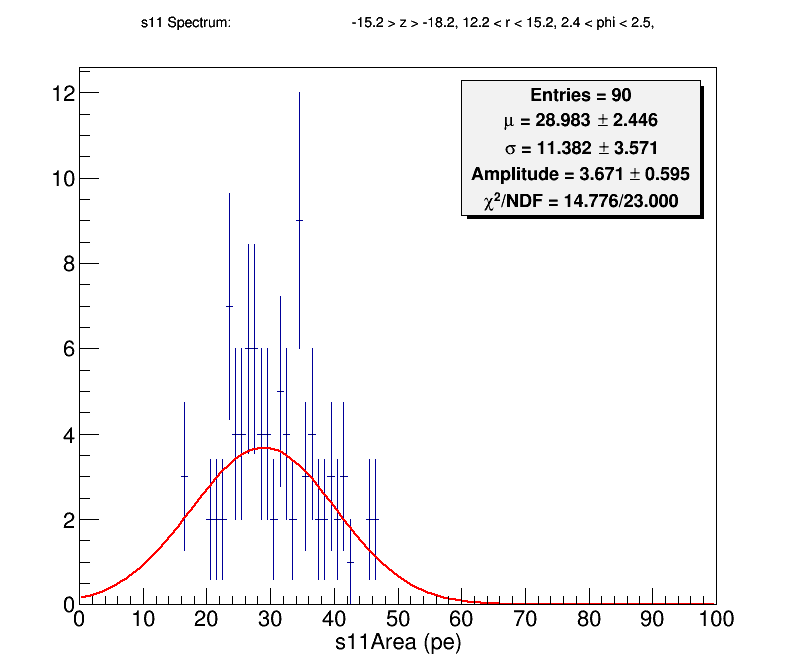 s11 Spectrum: -15.2 > z > -18.2, 12.2 < r < 15.2, 2.4 < phi < 2.5,
Entries = 90
μ = 28.983 ± 2.446
σ = 11.382 ± 3.571
Amplitude = 3.671 ± 0.595
χ²/NDF = 14.776/23.000
12
10
8
6
4
2
0
0 10 20 30 40 50 60 70 80 90 100
s11Area (pe)